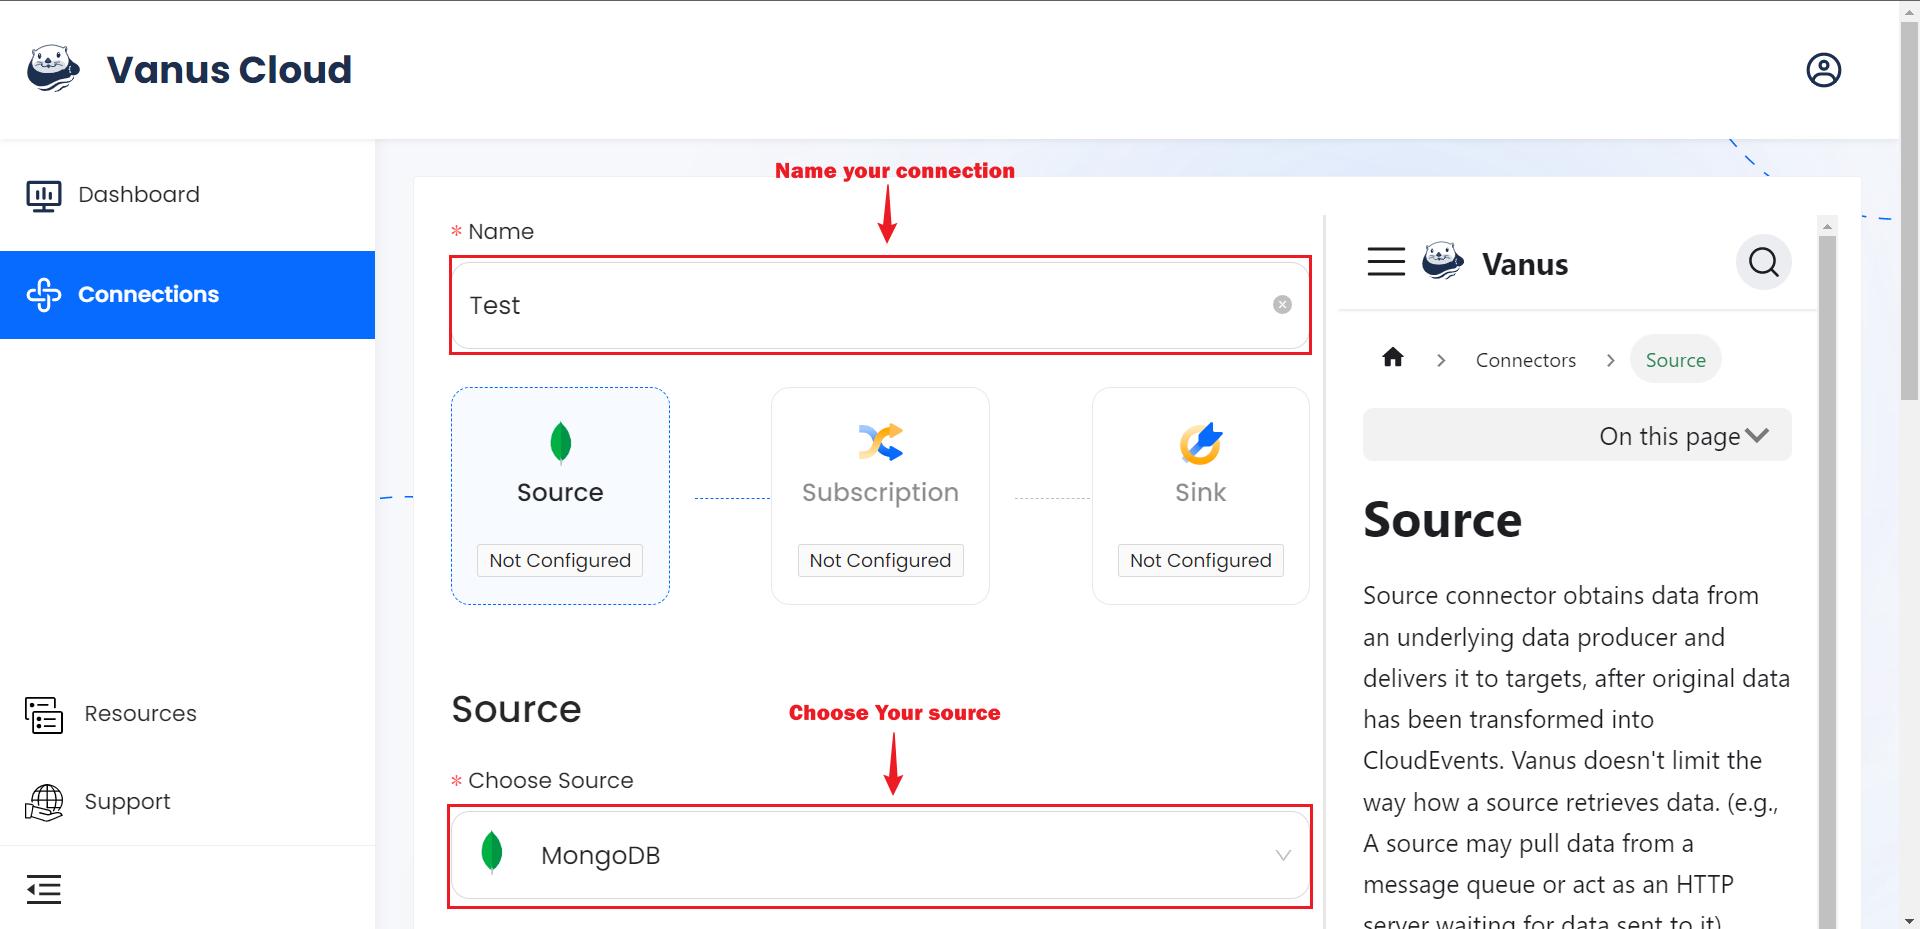 Vanus Cloud
Dashboard
Connections
Resources
Support
Name your connection
* Name
Test
Source
Not Configured
Subscription
Not Configured
Sink
Not Configured
Source
Choose Your source
* Choose Source
MongoDB
Vanus
Connectors
Source
On this page
Source
Source connector obtains data from
an underlying data producer and
delivers it to targets, after original data
has been transformed into
CloudEvents. Vanus doesn't limit the
way how a source retrieves data. (e.g.,
A source may pull data from a
message queue or act as an HTTP
server waiting for data sent to it)